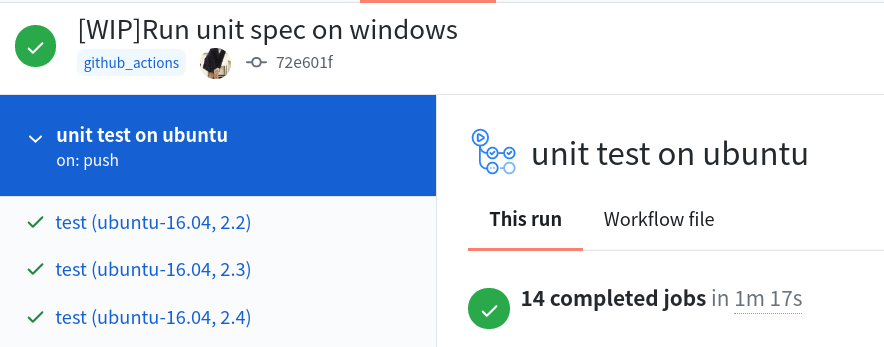 [WIP]Run unit spec on windows
github_actions 72e601f
unit test on ubuntu
on: push
test (ubuntu-16.04, 2.2)
test (ubuntu-16.04, 2.3)
test (ubuntu-16.04, 2.4)
unit test on ubuntu
This run Workflow file
14 completed jobs in 1m 17s